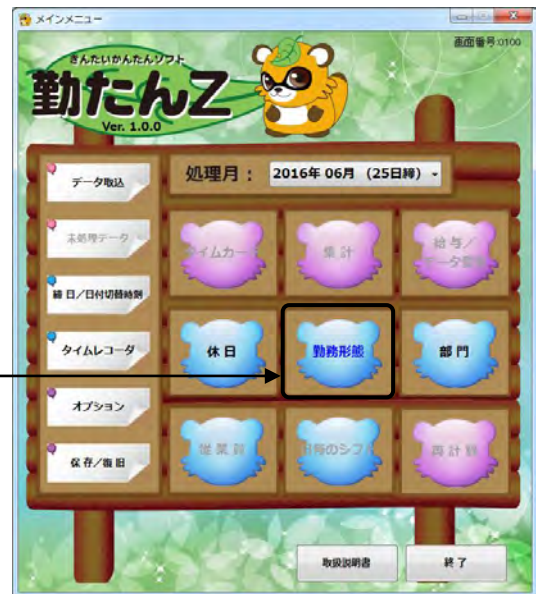 メインメニュー
画面番号:0100
きんたいかんたんソフト
勤たんZ
Ver. 1.0.0
処理月： 2016年 06月 (25日締)
データ取込
未処理データ
締日/日付切替時刻
タイムレコーダ
オプション
保存/復旧
タイムカード
集計
給与/
休日
勤務形態
部門
従業員
日毎のシフト
再計算
取扱説明書
終了